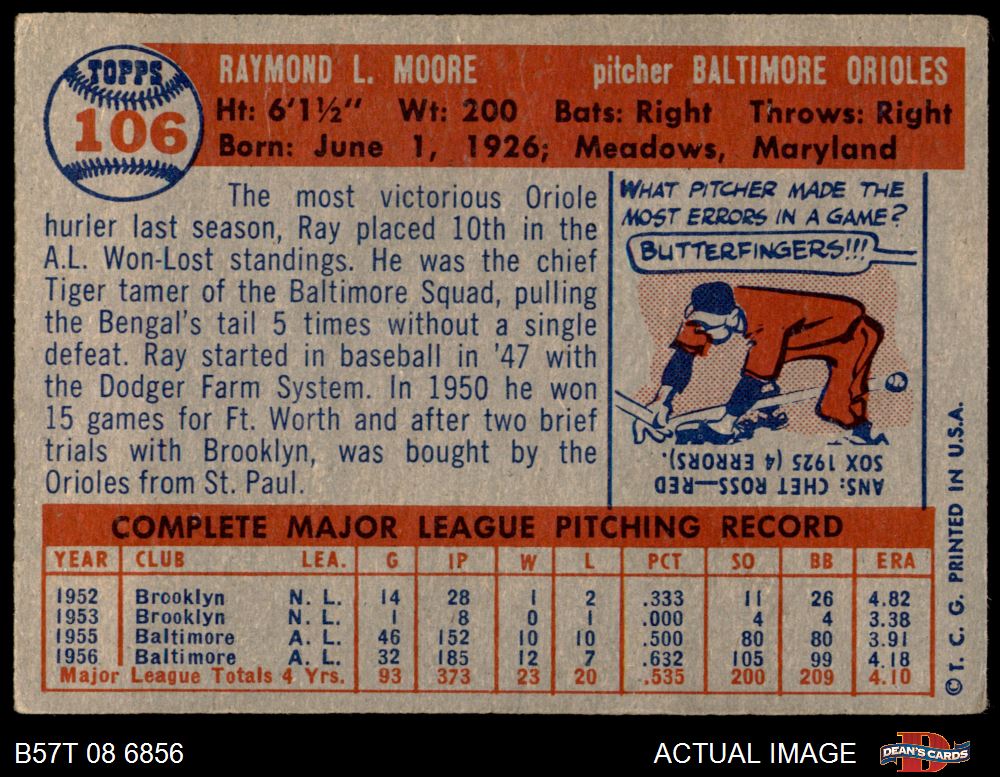 TOPPS
106
RAYMOND L. MOORE pitcher BALTIMORE ORIOLES
Ht: 6'1½" Wt: 200 Bats: Right Throws: Right
Born: June 1, 1926; Meadows, Maryland
The most victorious Oriole
hurler last season, Ray placed 10th in the
A.L. Won-Lost standings. He was the chief
Tiger tamer of the Baltimore Squad, pulling
the Bengal's tail 5 times without a single
defeat. Ray started in baseball in '47 with
the Dodger Farm System. In 1950 he won
15 games for Ft. Worth and after two brief
trials with Brooklyn, was bought by the
Orioles from St. Paul.
WHAT PITCHER MADE THE
MOST ERRORS IN A GAME?
BUTTERFINGERS!!!
ANS: CHET ROSS—RED
SOX 1925 (4 ERRORS).
COMPLETE MAJOR LEAGUE PITCHING RECORD
YEAR CLUB LEA. G IP W L PCT SO BB ERA
1952 Brooklyn N. L. 14 28 1 2 .333 11 26 4.82
1953 Brooklyn N. L. 1 8 0 1 .000 4 4 3.38
1955 Baltimore A. L. 46 152 10 10 .500 80 80 3.91
1956 Baltimore A. L. 32 185 12 7 .632 105 99 4.18
Major League Totals 4 Yrs. 93 373 23 20 .535 200 209 4.10
© T. C. G. PRINTED IN U.S.A.
B57T 08 6856 ACTUAL IMAGE
DEAN'S CARDS